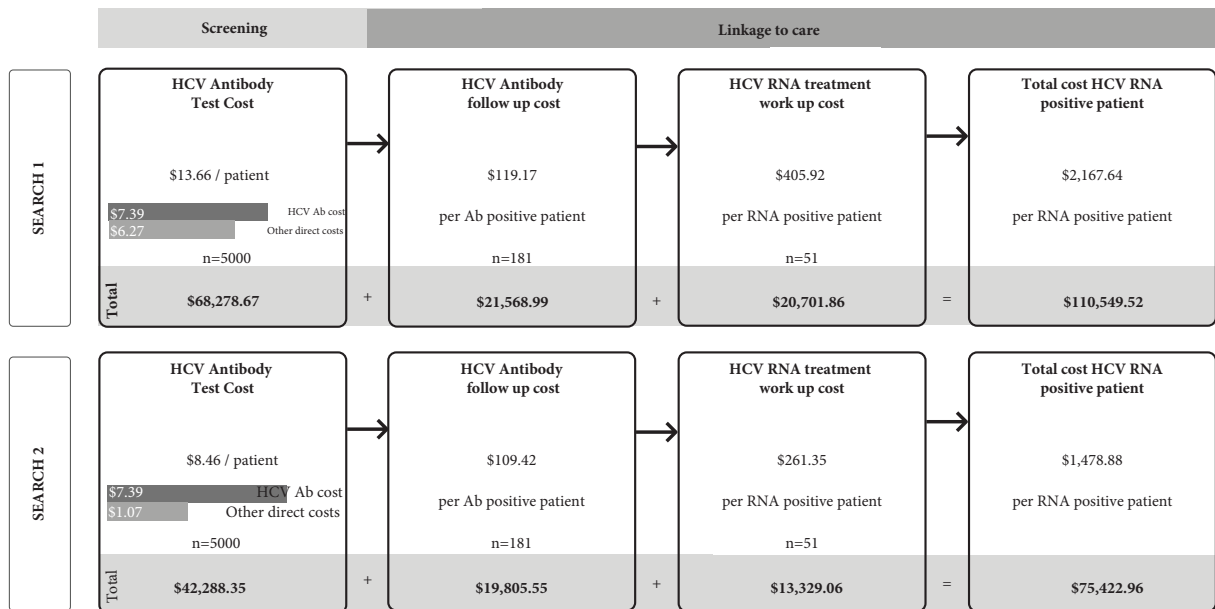 Screening
Linkage to care
SEARCH 1
HCV Antibody
Test Cost
$13.66 / patient
$7.39
HCV Ab cost
$6.27
Other direct costs
n=5000
Total
$68,278.67
+
HCV Antibody
follow up cost
$119.17
per Ab positive patient
n=181
$21,568.99
+
HCV RNA treatment
work up cost
$405.92
per RNA positive patient
n=51
$20,701.86
=
Total cost HCV RNA
positive patient
$2,167.64
per RNA positive patient
$110,549.52
SEARCH 2
HCV Antibody
Test Cost
$8.46 / patient
$7.39
HCV Ab cost
$1.07
Other direct costs
n=5000
Total
$42,288.35
+
HCV Antibody
follow up cost
$109.42
per Ab positive patient
n=181
$19,805.55
+
HCV RNA treatment
work up cost
$261.35
per RNA positive patient
n=51
$13,329.06
=
Total cost HCV RNA
positive patient
$1,478.88
per RNA positive patient
$75,422.96